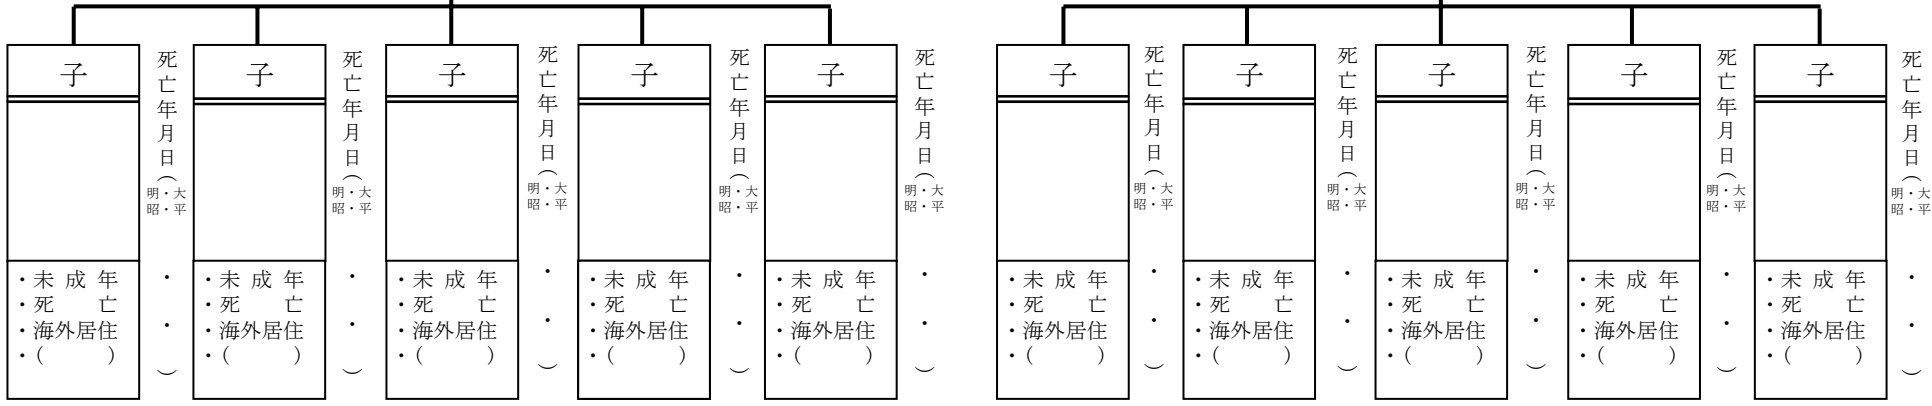 子
死亡年月日（明・大昭・平 ・ ・ ）
・未成年
・死亡
・海外居住
・（ ）
子
死亡年月日（明・大昭・平 ・ ・ ）
・未成年
・死亡
・海外居住
・（ ）
子
死亡年月日（明・大昭・平 ・ ・ ）
・未成年
・死亡
・海外居住
・（ ）
子
死亡年月日（明・大昭・平 ・ ・ ）
・未成年
・死亡
・海外居住
・（ ）
子
死亡年月日（明・大昭・平 ・ ・ ）
・未成年
・死亡
・海外居住
・（ ）
子
死亡年月日（明・大昭・平 ・ ・ ）
・未成年
・死亡
・海外居住
・（ ）
子
死亡年月日（明・大昭・平 ・ ・ ）
・未成年
・死亡
・海外居住
・（ ）
子
死亡年月日（明・大昭・平 ・ ・ ）
・未成年
・死亡
・海外居住
・（ ）
子
死亡年月日（明・大昭・平 ・ ・ ）
・未成年
・死亡
・海外居住
・（ ）
子
死亡年月日（明・大昭・平 ・ ・ ）
・未成年
・死亡
・海外居住
・（ ）